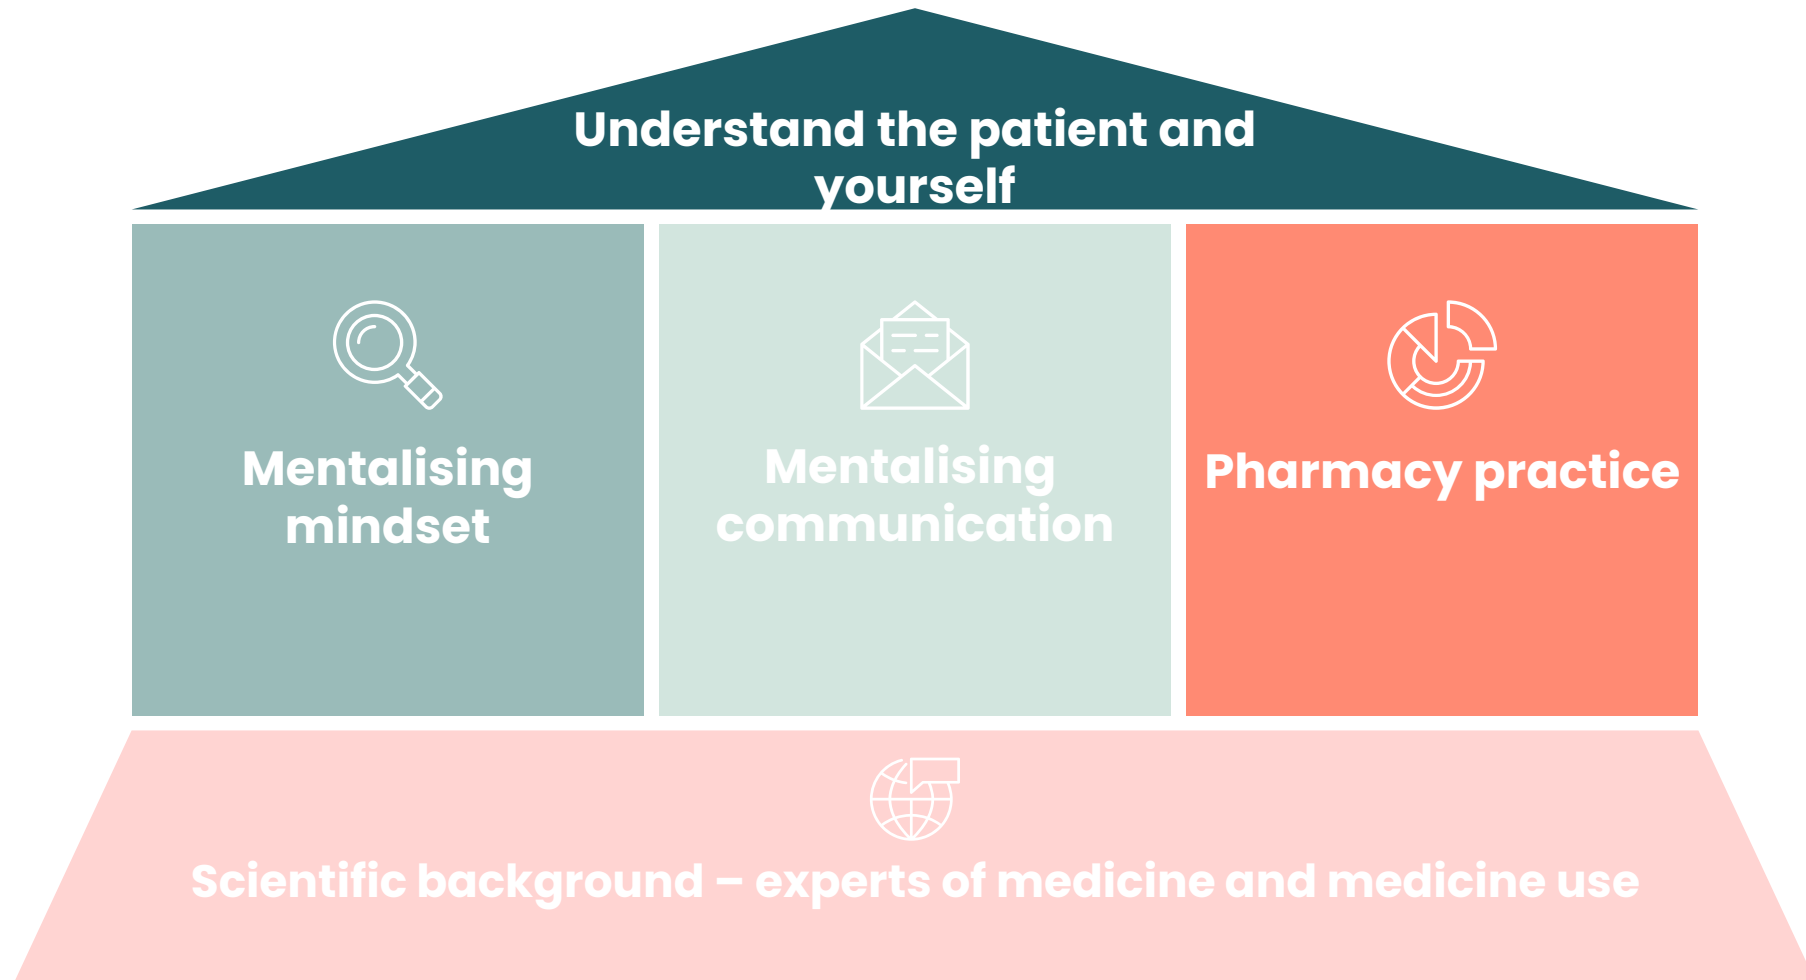 Understand the patient and
yourself
Mentalising
mindset
Mentalising
communication
Pharmacy practice
Scientific background – experts of medicine and medicine use